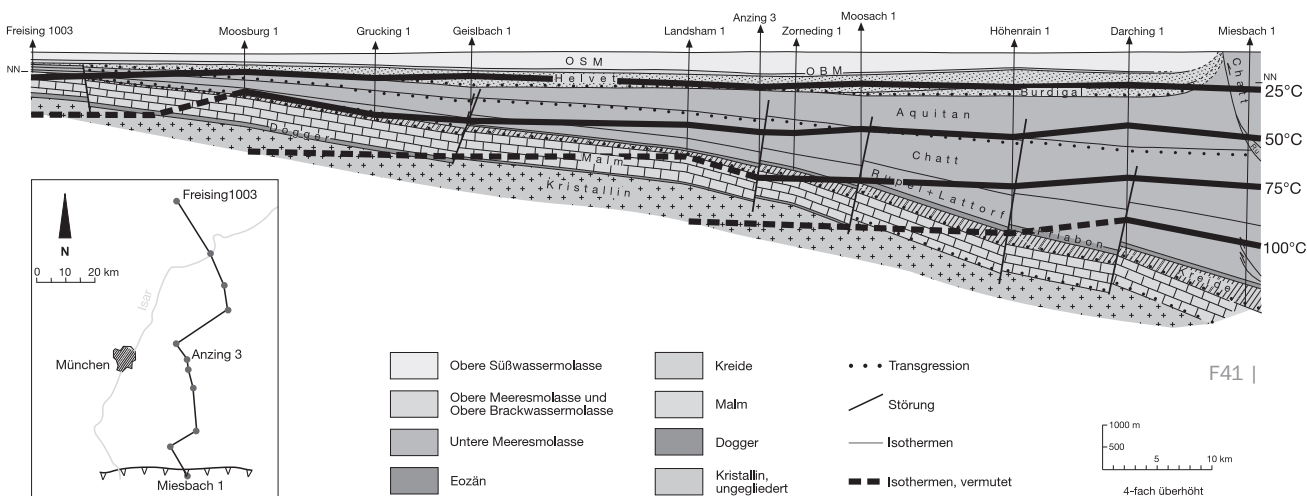 Anzing 3
Moosach 1
Freising 1003
Moosburg 1
Grucking 1
Geislbach 1
Landsham 1
Zorneding 1
Höhenrain 1
Darching 1
Miesbach 1
NN
OSM
OBM
Helvet
Burdigal
Chatt
NN
25°C
Aquitan
50°C
Chatt
Dogger
Malm
Rupel+Lattorf
75°C
Kristallin
100°C
Kreide
Freising1003
N
0 10 20 km
Isar
München
Anzing 3
Miesbach 1
Obere Süßwassermolasse
Obere Meeresmolasse und
Obere Brackwassermolasse
Untere Meeresmolasse
Eozän
Kreide
Malm
Dogger
Kristallin,
ungegliedert
Transgression
Störung
Isothermen
Isothermen, vermutet
F41 |
1000 m
500
5
10 km
4-fach überhöht